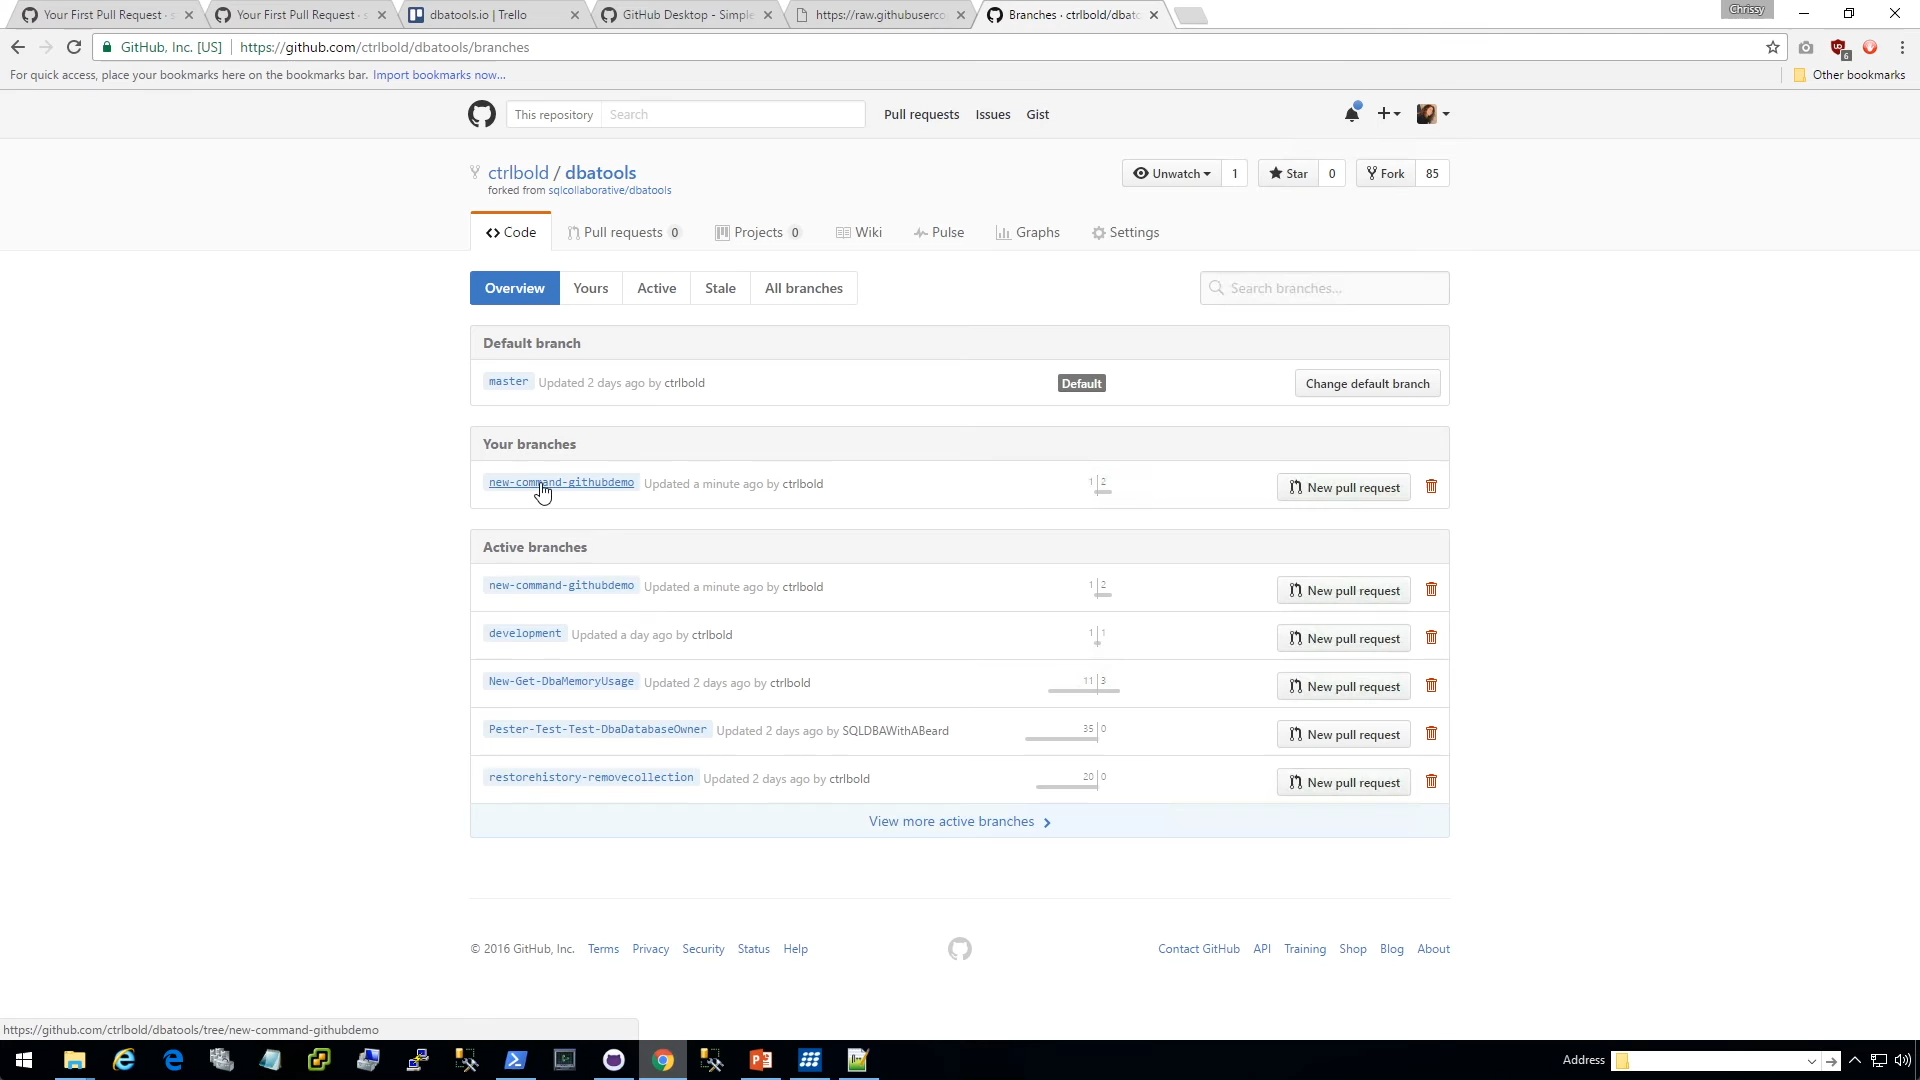 Your First Pull Request · s
Your First Pull Request · s
dbatools.io | Trello
GitHub Desktop - Simple
https://raw.githubuserco
Branches · ctrlbold/dbato
Chrissy
GitHub, Inc. [US] https://github.com/ctrlbold/dbatools/branches
6
For quick access, place your bookmarks here on the bookmarks bar. Import bookmarks now...
Other bookmarks
This repository Search
Pull requests Issues Gist
ctrlbold / dbatools
forked from sqlcollaborative/dbatools
Unwatch 1 Star 0 Fork 85
Code Pull requests 0 Projects 0 Wiki Pulse Graphs Settings
Overview Yours Active Stale All branches
Search branches...
Default branch
master Updated 2 days ago by ctrlbold Default Change default branch
Your branches
new-command-githubdemo Updated a minute ago by ctrlbold 1 2 New pull request
Active branches
new-command-githubdemo Updated a minute ago by ctrlbold 1 2 New pull request
development Updated a day ago by ctrlbold 1 1 New pull request
New-Get-DbaMemoryUsage Updated 2 days ago by ctrlbold 11 3 New pull request
Pester-Test-Test-DbaDatabaseOwner Updated 2 days ago by SQLDBAWithABeard 35 0 New pull request
restorehistory-removecollection Updated 2 days ago by ctrlbold 20 0 New pull request
View more active branches
© 2016 GitHub, Inc. Terms Privacy Security Status Help
Contact GitHub API Training Shop Blog About
https://github.com/ctrlbold/dbatools/tree/new-command-githubdemo
Address